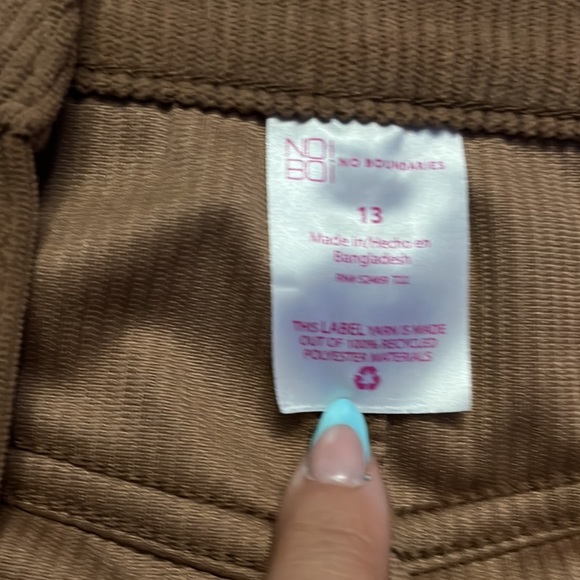 NO
BO
NO BOUNDARIES
13
Made in/Hecho en
Bangladesh
THIS LABEL YARN IS MADE
OUT OF 100% RECYCLED
POLYESTER MATERIALS